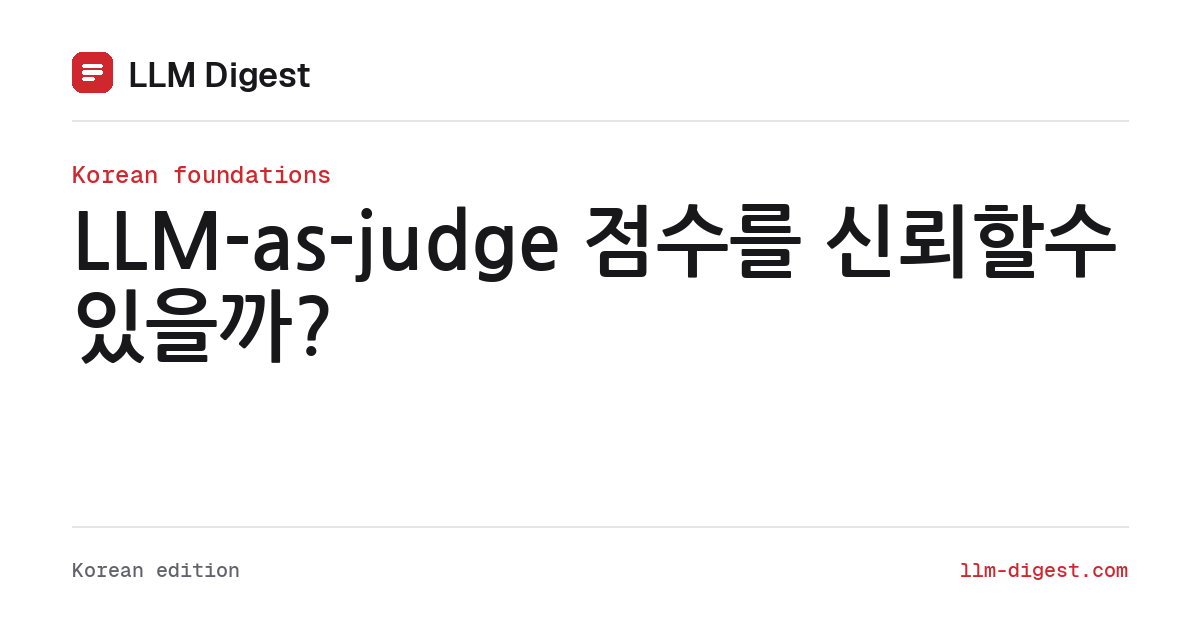 LLM Digest
Korean foundations
LLM-as-judge 점수를 신뢰할수
있을까?
Korean edition
llm-digest.com